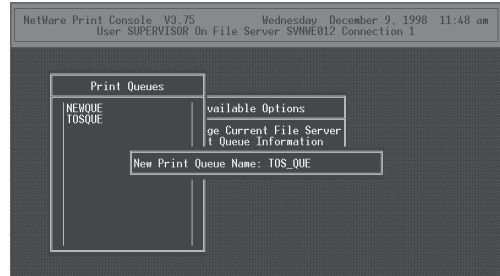 NetWare Print Console V3.75 Wednesday December 9, 1998 11:48 am
User SUPERVISOR On File Server SVNWE012 Connection 1
Print Queues
NEWQUE
TOSQUE
vailable Options
ge Current File Server
t Queue Information
New Print Queue Name: TOS_QUE